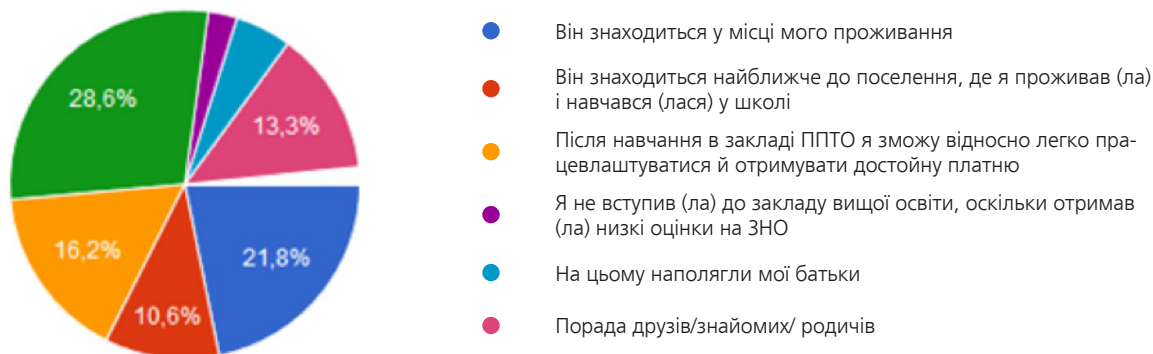 28,6%
13,3%
16,2%
21,8%
10,6%
Він знаходиться у місці мого проживання
Він знаходиться найближче до поселення, де я проживав (ла)
і навчався (лася) у школі
Після навчання в закладі ППТО я зможу відносно легко пра-
цевлаштуватися й отримувати достойну платню
Я не вступив (ла) до закладу вищої освіти, оскільки отримав
(ла) низкі оцінки на ЗНО
На цьому наполягли мої батьки
Порада друзів/знайомих/ родичів